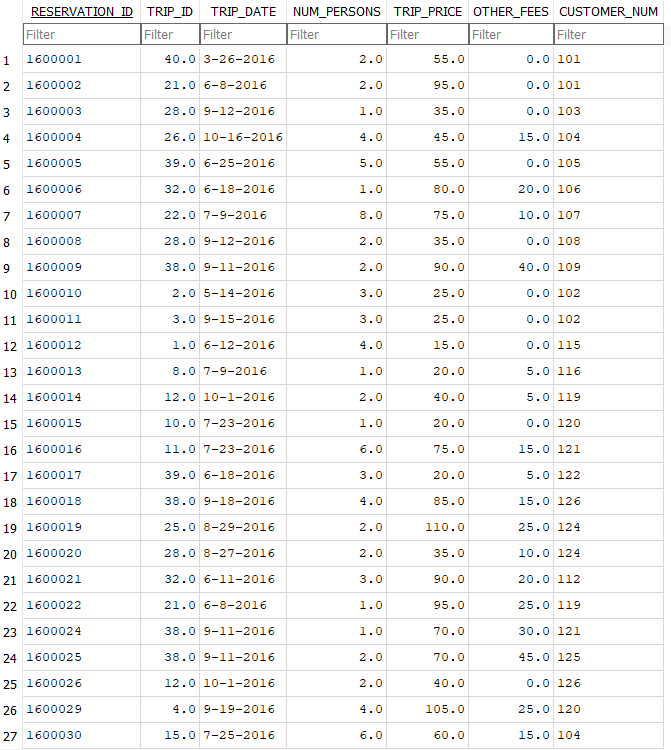 RESERVATION_ID TRIP_ID TRIP_DATE NUM_PERSONS TRIP_PRICE OTHER_FEES CUSTOMER_NUM
Filter Filter Filter Filter Filter Filter Filter
1 1600001 40.0 3-26-2016 2.0 55.0 0.0 101
2 1600002 21.0 6-8-2016 2.0 95.0 0.0 101
3 1600003 28.0 9-12-2016 1.0 35.0 0.0 103
4 1600004 26.0 10-16-2016 4.0 45.0 15.0 104
5 1600005 39.0 6-25-2016 5.0 55.0 0.0 105
6 1600006 32.0 6-18-2016 1.0 80.0 20.0 106
7 1600007 22.0 7-9-2016 8.0 75.0 10.0 107
8 1600008 28.0 9-12-2016 2.0 35.0 0.0 108
9 1600009 38.0 9-11-2016 2.0 90.0 40.0 109
10 1600010 2.0 5-14-2016 3.0 25.0 0.0 102
11 1600011 3.0 9-15-2016 3.0 25.0 0.0 102
12 1600012 1.0 6-12-2016 4.0 15.0 0.0 115
13 1600013 8.0 7-9-2016 1.0 20.0 5.0 116
14 1600014 12.0 10-1-2016 2.0 40.0 5.0 119
15 1600015 10.0 7-23-2016 1.0 20.0 0.0 120
16 1600016 11.0 7-23-2016 6.0 75.0 15.0 121
17 1600017 39.0 6-18-2016 3.0 20.0 5.0 122
18 1600018 38.0 9-18-2016 4.0 85.0 15.0 126
19 1600019 25.0 8-29-2016 2.0 110.0 25.0 124
20 1600020 28.0 8-27-2016 2.0 35.0 10.0 124
21 1600021 32.0 6-11-2016 3.0 90.0 20.0 112
22 1600022 21.0 6-8-2016 1.0 95.0 25.0 119
23 1600024 38.0 9-11-2016 1.0 70.0 30.0 121
24 1600025 38.0 9-11-2016 2.0 70.0 45.0 125
25 1600026 12.0 10-1-2016 2.0 40.0 0.0 126
26 1600029 4.0 9-19-2016 4.0 105.0 25.0 120
27 1600030 15.0 7-25-2016 6.0 60.0 15.0 104